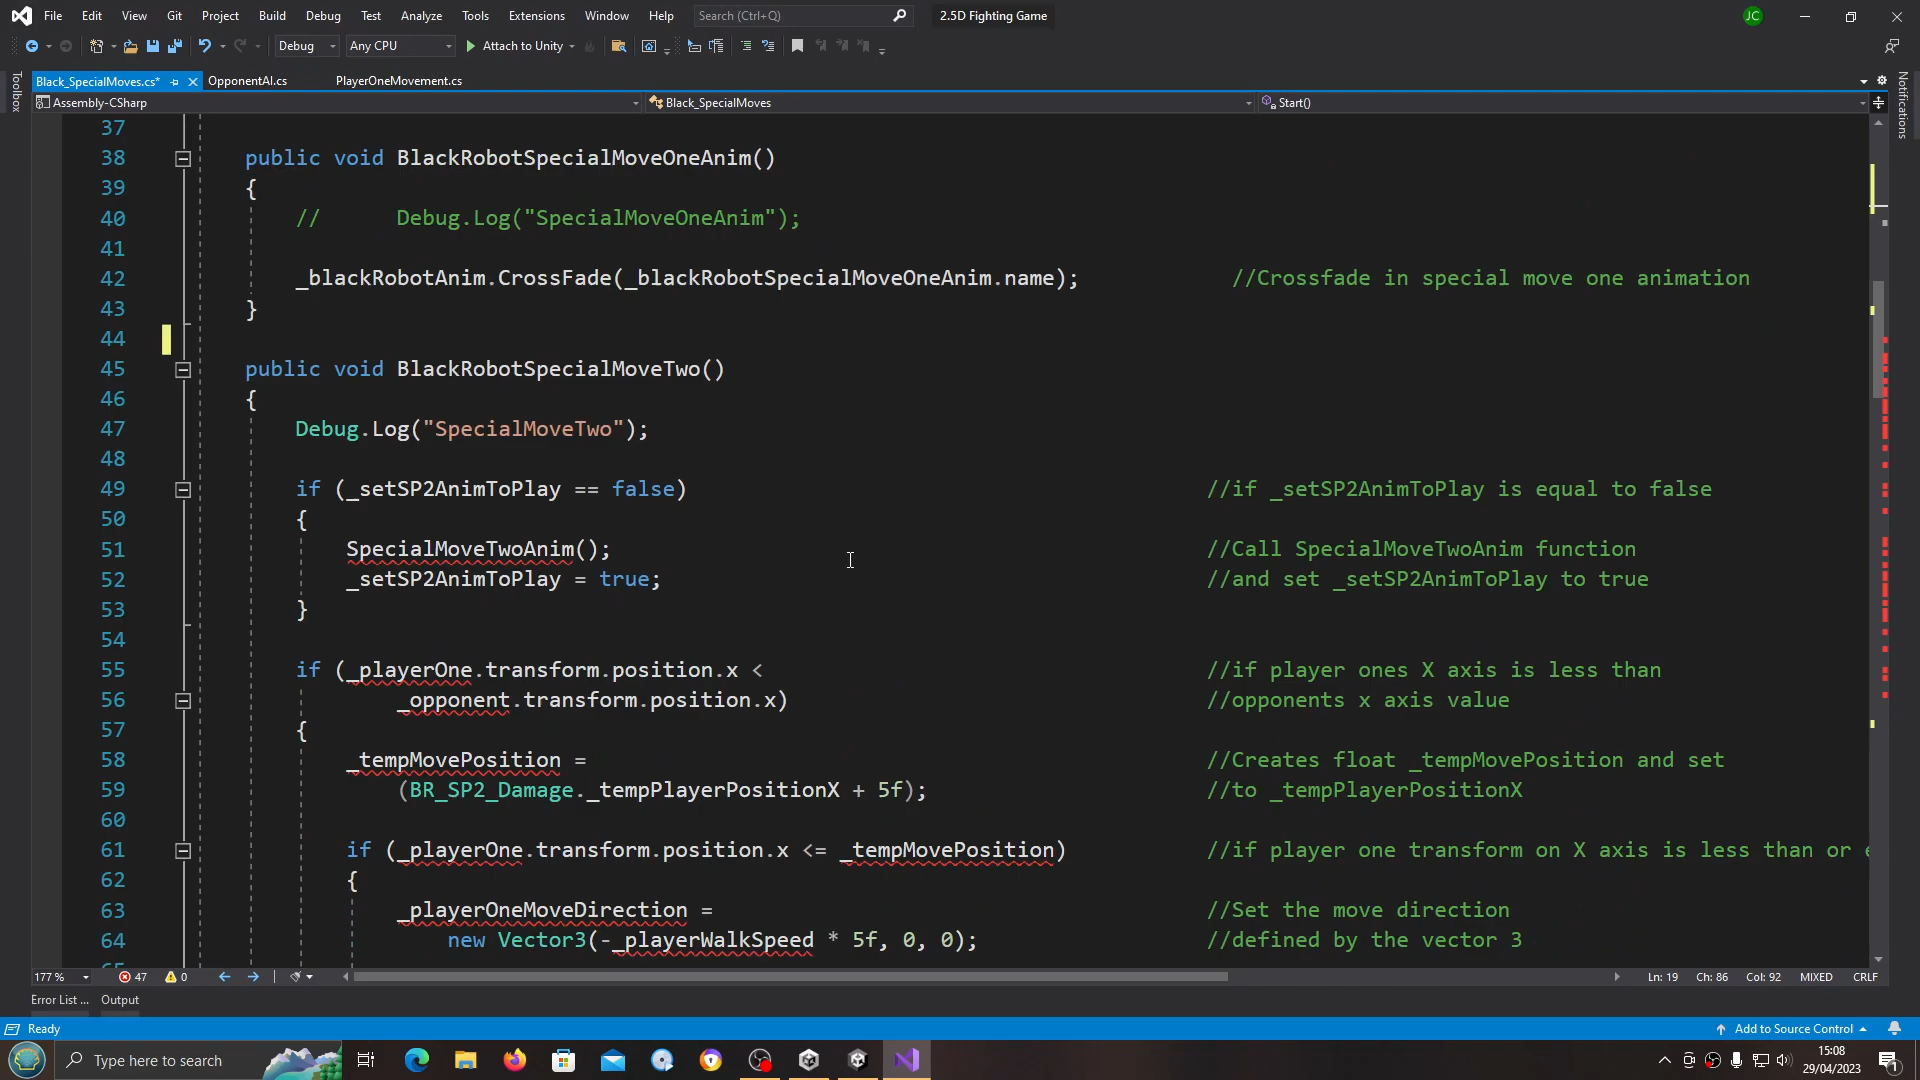 File Edit View Git Project Build Debug Test Analyze Tools Extensions Window Help Search (Ctrl+Q) 2.5D Fighting Game JC
Debug Any CPU Attach to Unity
Black_SpecialMoves.cs* OpponentAI.cs PlayerOneMovement.cs
Assembly-CSharp Black_SpecialMoves Start()
Toolbox
Notifications
37
38 public void BlackRobotSpecialMoveOneAnim()
39 {
40 // Debug.Log("SpecialMoveOneAnim");
41
42 _blackRobotAnim.CrossFade(_blackRobotSpecialMoveOneAnim.name); //Crossfade in special move one animation
43 }
44
45 public void BlackRobotSpecialMoveTwo()
46 {
47 Debug.Log("SpecialMoveTwo");
48
49 if (_setSP2AnimToPlay == false) //if _setSP2AnimToPlay is equal to false
50 {
51 SpecialMoveTwoAnim(); //Call SpecialMoveTwoAnim function
52 _setSP2AnimToPlay = true; //and set _setSP2AnimToPlay to true
53 }
54
55 if (_playerOne.transform.position.x < //if player ones X axis is less than
56 _opponent.transform.position.x) //opponents x axis value
57 {
58 _tempMovePosition = //Creates float _tempMovePosition and set
59 (BR_SP2_Damage._tempPlayerPositionX + 5f); //to _tempPlayerPositionX
60
61 if (_playerOne.transform.position.x <= _tempMovePosition) //if player one transform on X axis is less than or
62 {
63 _playerOneMoveDirection = //Set the move direction
64 new Vector3(-_playerWalkSpeed * 5f, 0, 0); //defined by the vector 3
177 % 47 0 Ln: 19 Ch: 86 Col: 92 MIXED CRLF
Error List ... Output
Ready Add to Source Control
Type here to search 15:08
29/04/2023 1